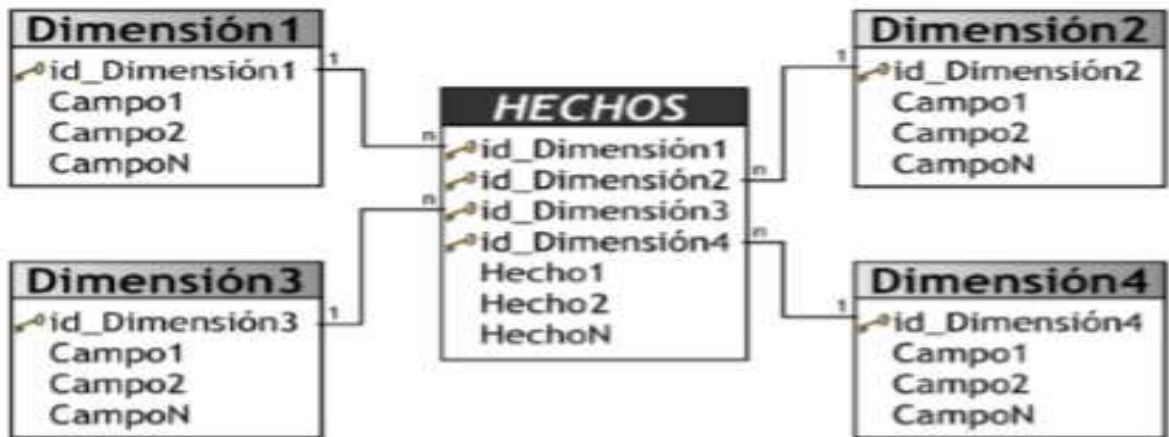 Dimensión1
id_Dimensión1
Campo1
Campo2
CampoN
1
Dimensión2
id_Dimensión2
Campo1
Campo2
CampoN
1
HECHOS
n
id_Dimensión1
id_Dimensión2
n
n
id_Dimensión3
id_Dimensión4
n
Hecho1
Hecho2
HechoN
Dimensión3
id_Dimensión3
1
Campo1
Campo2
CampoN
Dimensión4
1
id_Dimensión4
Campo1
Campo2
CampoN